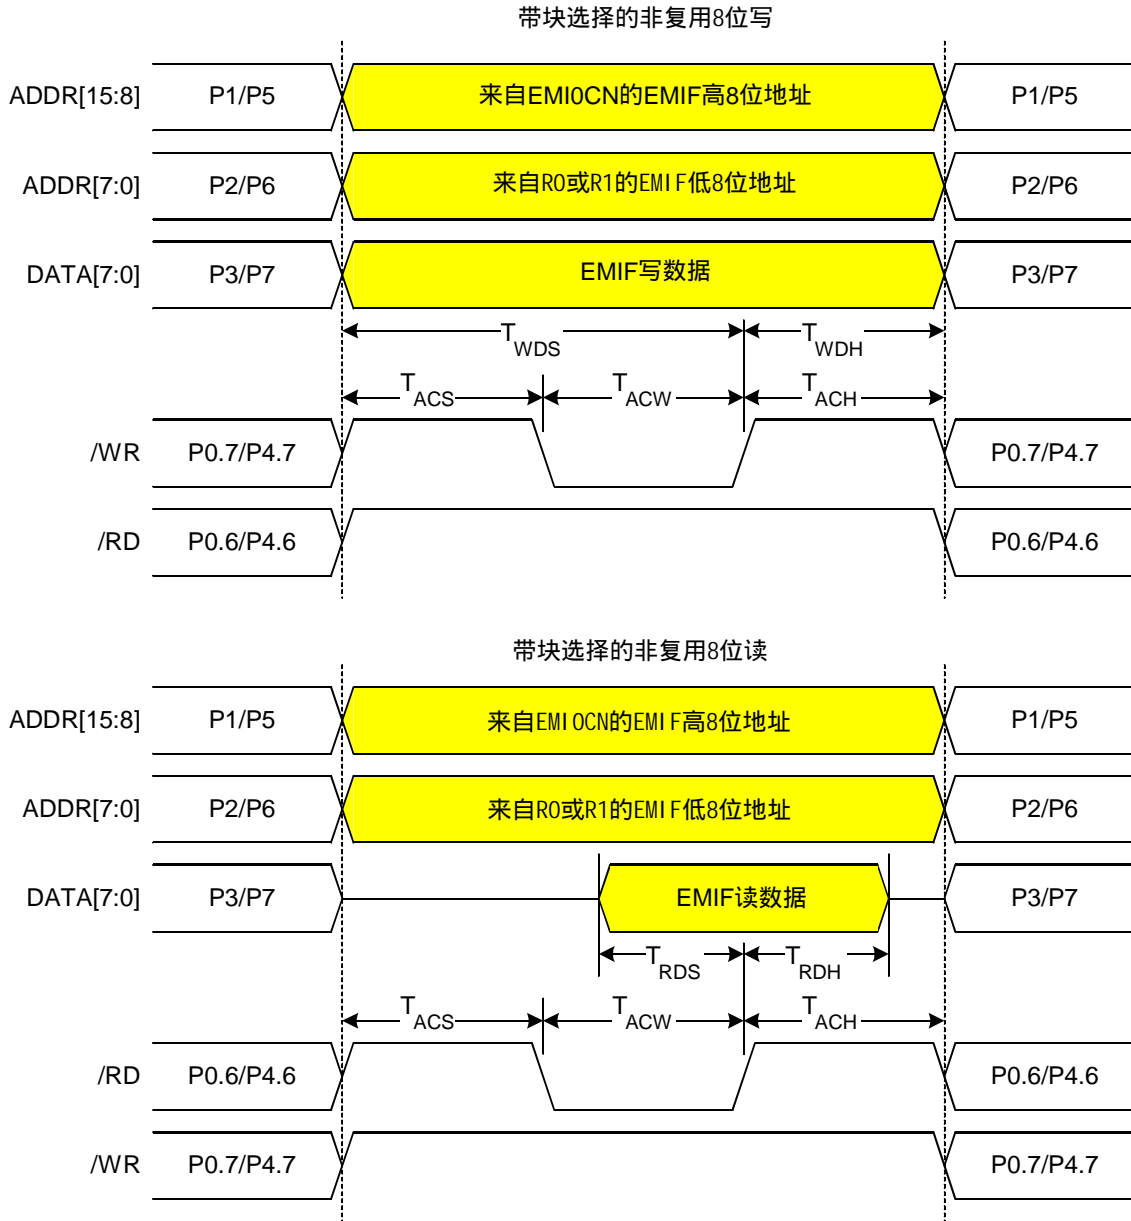 带块选择的非复用8位写
ADDR[15:8] P1/P5 来自EMI0CN的EMIF高8位地址 P1/P5
ADDR[7:0] P2/P6 来自R0或R1的EMIF低8位地址 P2/P6
DATA[7:0] P3/P7 EMIF写数据 P3/P7
TWDS TWDH
TACS TACW TACH
/WR P0.7/P4.7 P0.7/P4.7
/RD P0.6/P4.6 P0.6/P4.6
带块选择的非复用8位读
ADDR[15:8] P1/P5 来自EMI0CN的EMIF高8位地址 P1/P5
ADDR[7:0] P2/P6 来自R0或R1的EMIF低8位地址 P2/P6
DATA[7:0] P3/P7 EMIF读数据 P3/P7
TRDS TRDH
TACS TACW TACH
/RD P0.6/P4.6 P0.6/P4.6
/WR P0.7/P4.7 P0.7/P4.7